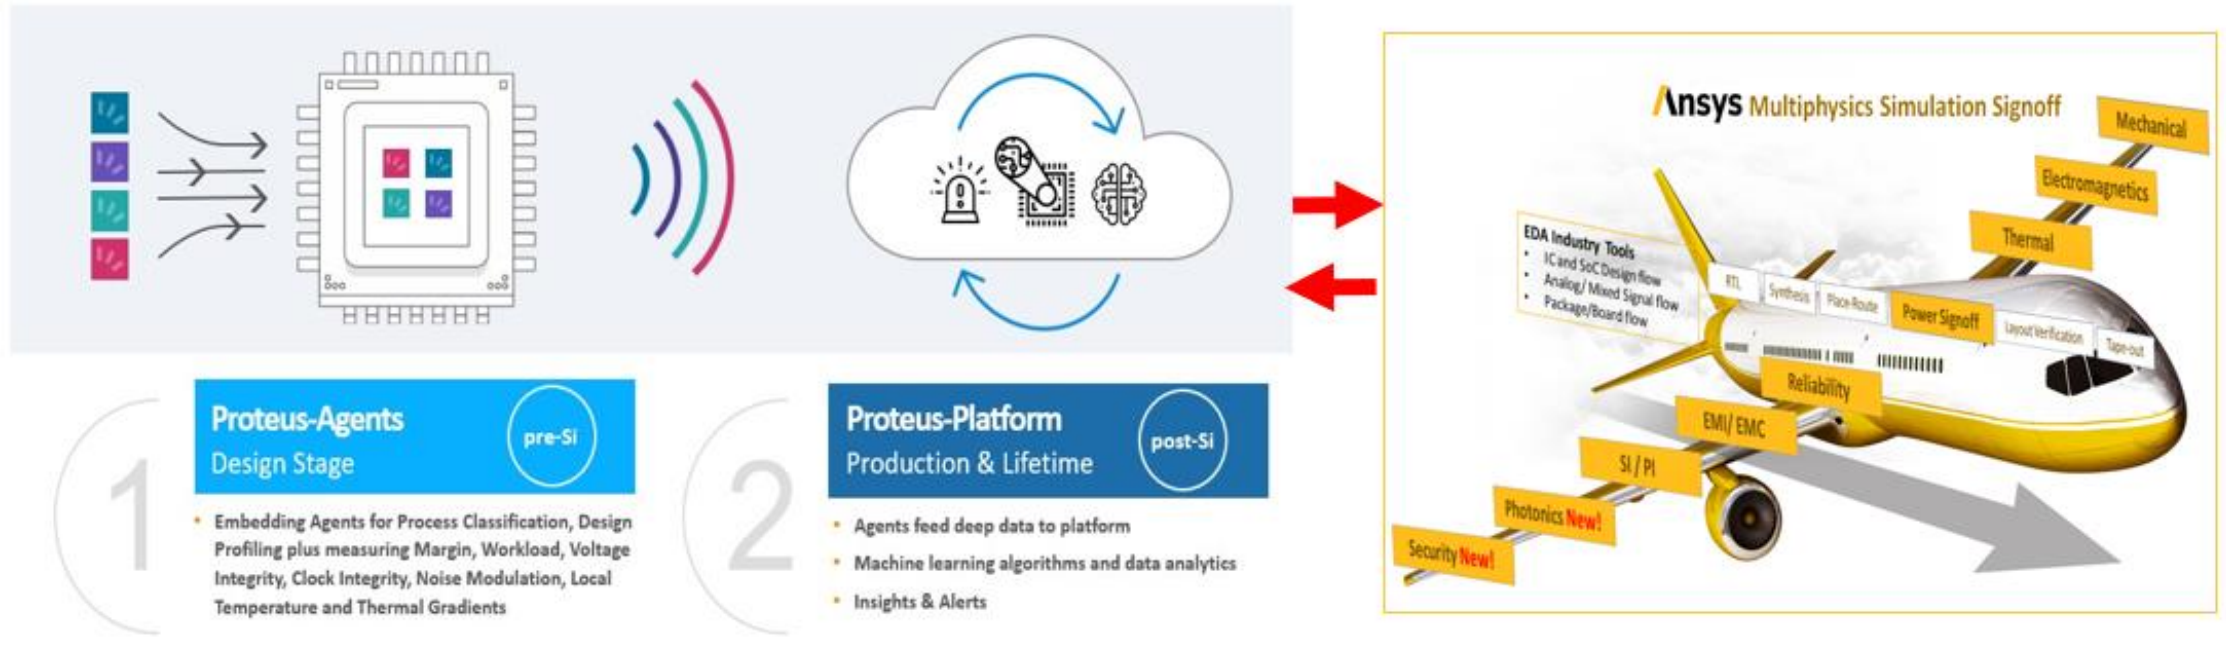 Ansys Multiphysics Simulation Signoff
Mechanical
Electromagnetics
Thermal
EDA Industry Tools
• IC and SoC Design flow
• Analog/ Mixed Signal flow
• Package/Board flow
RTL
Synthesis
Place-Route
Power Signoff
Layout Verification
Tape-out
Reliability
EMI/ EMC
SI / PI
Photonics New!
Security New!
1
Proteus-Agents
Design Stage
pre-Si
• Embedding Agents for Process Classification, Design
Profiling plus measuring Margin, Workload, Voltage
Integrity, Clock Integrity, Noise Modulation, Local
Temperature and Thermal Gradients
2
Proteus-Platform
Production & Lifetime
post-Si
• Agents feed deep data to platform
• Machine learning algorithms and data analytics
• Insights & Alerts